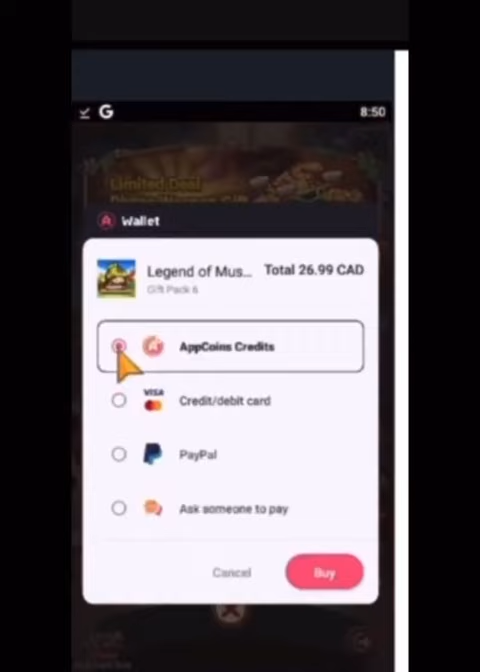 G
8:50
Limited Deal
Wallet
Legend of Mus... Total 26.99 CAD
Gift Pack 6
AppCoins Credits
VISA
Credit/debit card
PayPal
Ask someone to pay
Cancel
Buy